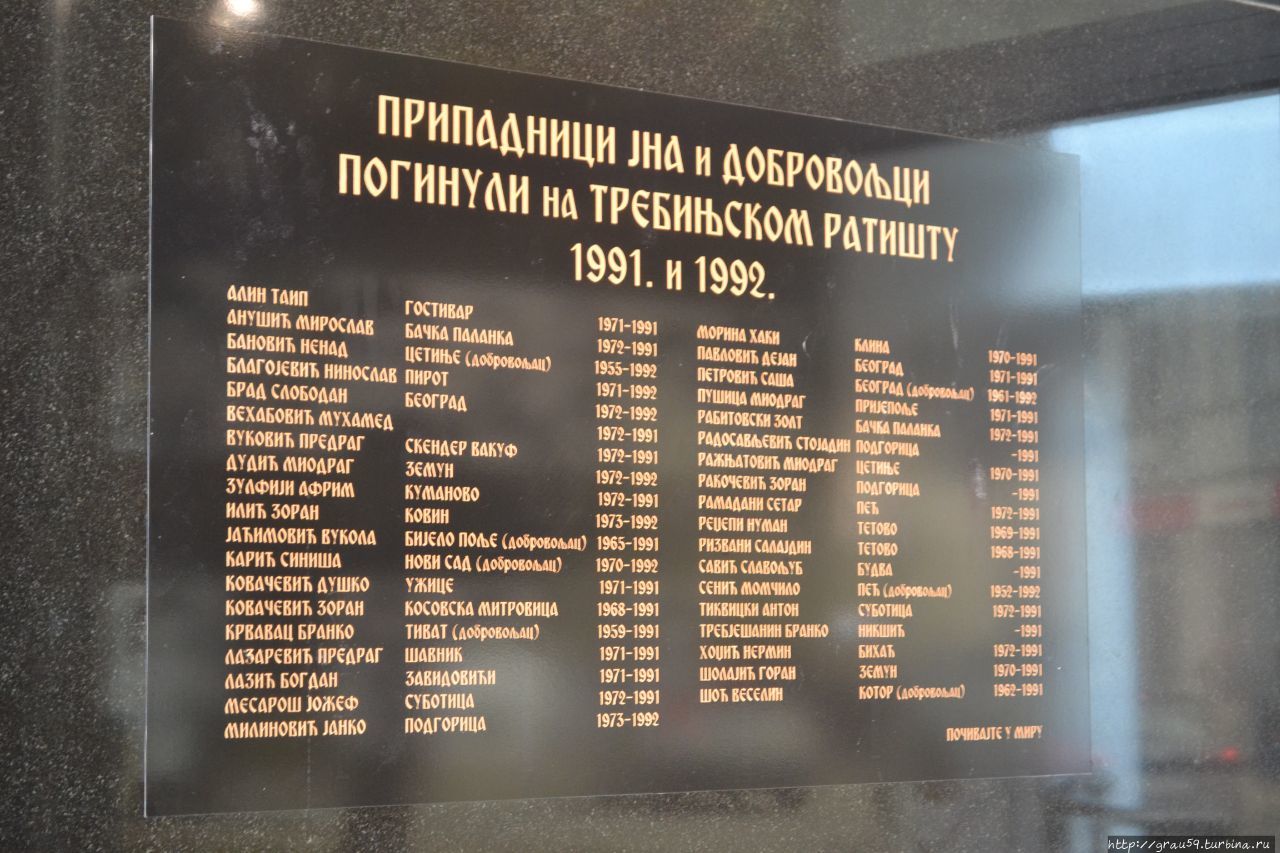 ПРИПАДНИЦИ ЈНА и ДОБРОВОЉЦИ
ПОГИНУЛИ НА ТРЕБИЊСКОМ РАТИШТУ
1991. и 1992.
АЛИН ТАИП ГОСТИВАР 1971-1991
АНУШИЋ МИРОСЛАВ БАЧКА ПАЛАНКА 1972-1991
БАНОВИЋ НЕНАД ЦЕТИЊЕ (добровољац) 1955-1992
БЛАГОЈЕВИЋ НИНОСЛАВ ПИРОТ 1971-1992
БРАД СЛОБОДАН БЕОГРАД 1972-1992
ВЕХАБОВИЋ МУХАМЕД 1972-1991
ВУКОВИЋ ПРЕДРАГ СКЕНДЕР ВАКУФ 1972-1991
ДУДИЋ МИОДРАГ ЗЕМУН 1972-1992
ЗУЛФИЈИ АФРИМ КУМАНОВО 1972-1991
ИЛИЋ ЗОРАН КОВИН 1973-1992
ЈАЋИМОВИЋ ВУКОЛА БИЈЕЛО ПОЉЕ (добровољац) 1965-1991
КАРИЋ СИНИША НОВИ САД (добровољац) 1970-1992
КОВАЧЕВИЋ ДУШКО УЖИЦЕ 1971-1991
КОВАЧЕВИЋ ЗОРАН КОСОВСКА МИТРОВИЦА 1968-1991
КРВАВАЦ БРАНКО ТИВАТ (добровољац) 1959-1991
ЛАЗАРЕВИЋ ПРЕДРАГ ШАВНИК 1971-1991
ЛАЗИЋ БОГДАН ЗАВИДОВИЋИ 1971-1991
МЕСАРОШ ЈОЖЕФ СУБОТИЦА 1972-1991
МИЛИНОВИЋ ЈАНКО ПОДГОРИЦА 1973-1992
МОРИНА ХАКИ КЛИНА 1970-1991
ПАВЛОВИЋ ДЕЈАН БЕОГРАД 1971-1991
ПЕТРОВИЋ САША БЕОГРАД (добровољац) 1961-1992
ПУШИЦА МИОДРАГ ПРИЈЕПОЉЕ 1971-1991
РАБИТОВСКИ ЗОЛТ БАЧКА ПАЛАНКА 1972-1991
РАДОСАВЉЕВИЋ СТОЈАДИН ПОДГОРИЦА -1991
РАЖЊАТОВИЋ МИОДРАГ ЦЕТИЊЕ 1970-1991
РАКОЧЕВИЋ ЗОРАН ПОДГОРИЦА -1991
РАМАДАНИ СЕТАР ПЕЋ 1972-1991
РЕЏЕПИ НУМАН ТЕТОВО 1969-1991
РИЗВАНИ САЛАЈДИН ТЕТОВО 1968-1991
САВИЋ СЛАВОЉУБ БУДВА -1991
СЕНИЋ МОМЧИЛО ПЕЋ (добровољац) 1952-1992
ТИКВИЦКИ АНТОН СУБОТИЦА 1972-1991
ТРЕБЈЕШАНИН БРАНКО НИКШИЋ -1991
ХОЏИЋ НЕРМИН БИХАЋ 1972-1991
ШОЛАЈИЋ ГОРАН ЗЕМУН 1970-1991
ШОЋ ВЕСЕЛИН КОТОР (добровољац) 1962-1991
ПОЧИВАЈТЕ У МИРУ
http://grau59.turbina.ru